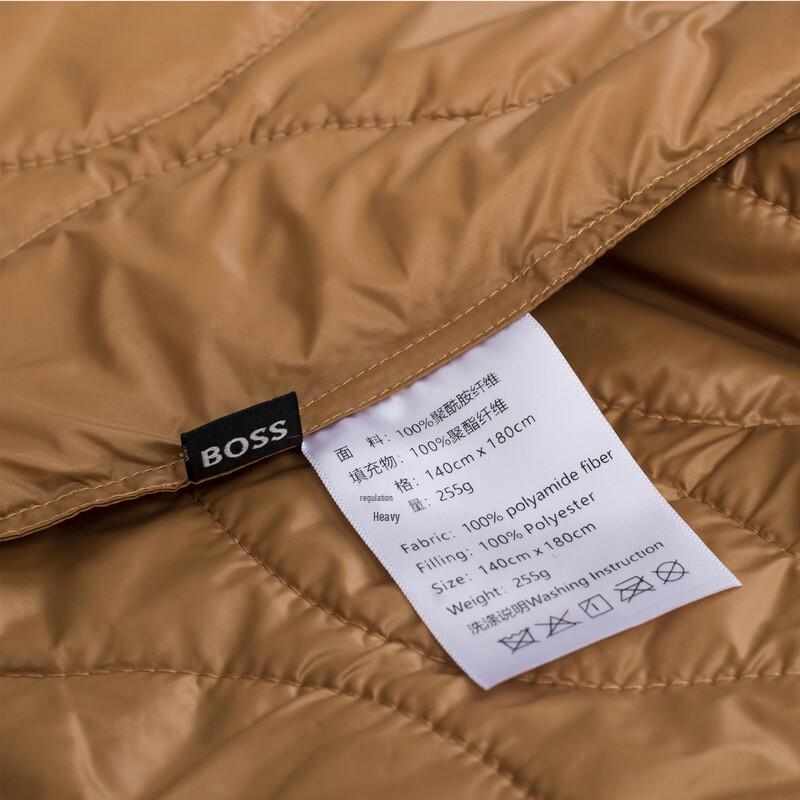 BOSS
面 料：100%聚酰胺纤维
填充物：100%聚酯纤维
regulation 格：140cm x 180cm
Heavy 量：255g
Fabric：100% polyamide fiber
Filling：100% Polyester
Size：140cm x 180cm
Weight：255g
洗涤说明Washing Instruction
1